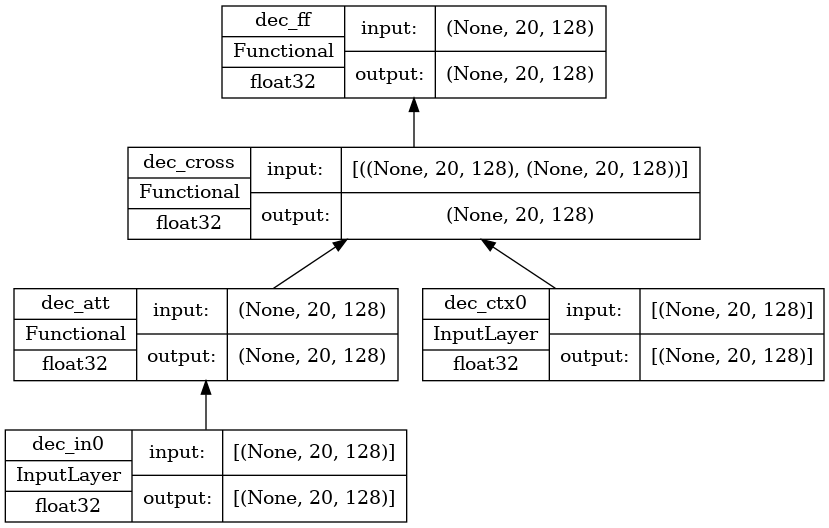 dec_ff
Functional
float32
input:
(None, 20, 128)
output:
(None, 20, 128)
dec_cross
Functional
float32
input:
[((None, 20, 128), (None, 20, 128))]
output:
(None, 20, 128)
dec_att
Functional
float32
input:
(None, 20, 128)
output:
(None, 20, 128)
dec_ctx0
InputLayer
float32
input:
[(None, 20, 128)]
output:
[(None, 20, 128)]
dec_in0
InputLayer
float32
input:
[(None, 20, 128)]
output:
[(None, 20, 128)]